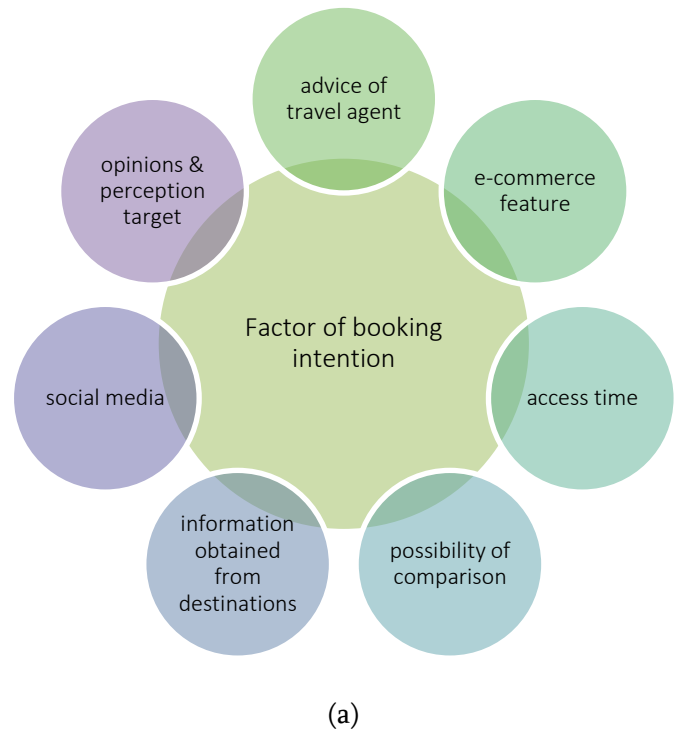 advice of
travel agent
e-commerce
feature
access time
possibility of
comparison
information
obtained
from
destinations
social media
opinions &
perception
target
Factor of booking
intention
(a)